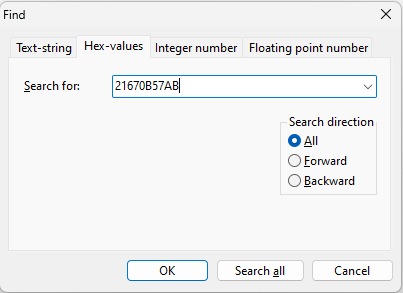 Find
Text-string Hex-values Integer number Floating point number
Search for: 21670B57AB
Search direction
All
Forward
Backward
OK Search all Cancel